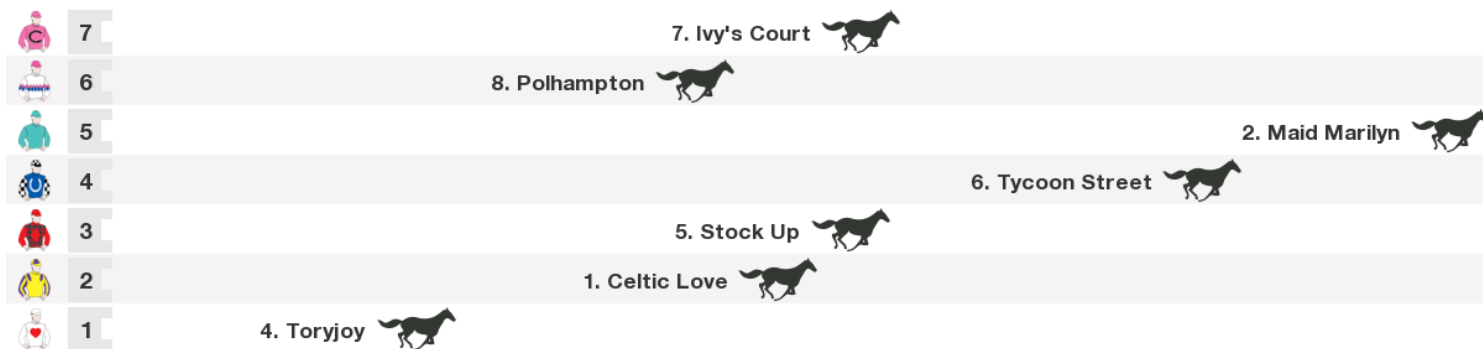 C 7 7. Ivy's Court
6 8. Polhampton
5 2. Maid Marilyn
4 6. Tycoon Street
3 5. Stock Up
2 1. Celtic Love
1 4. Toryjoy